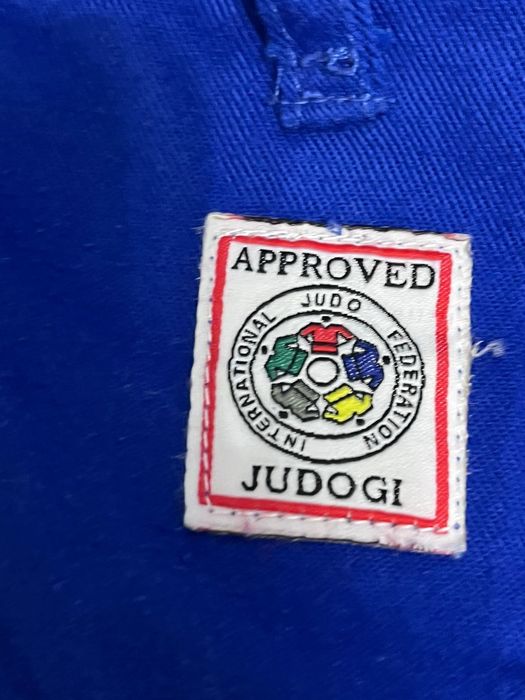 APPROVED
INTERNATIONAL JUDO FEDERATION
JUDOGI